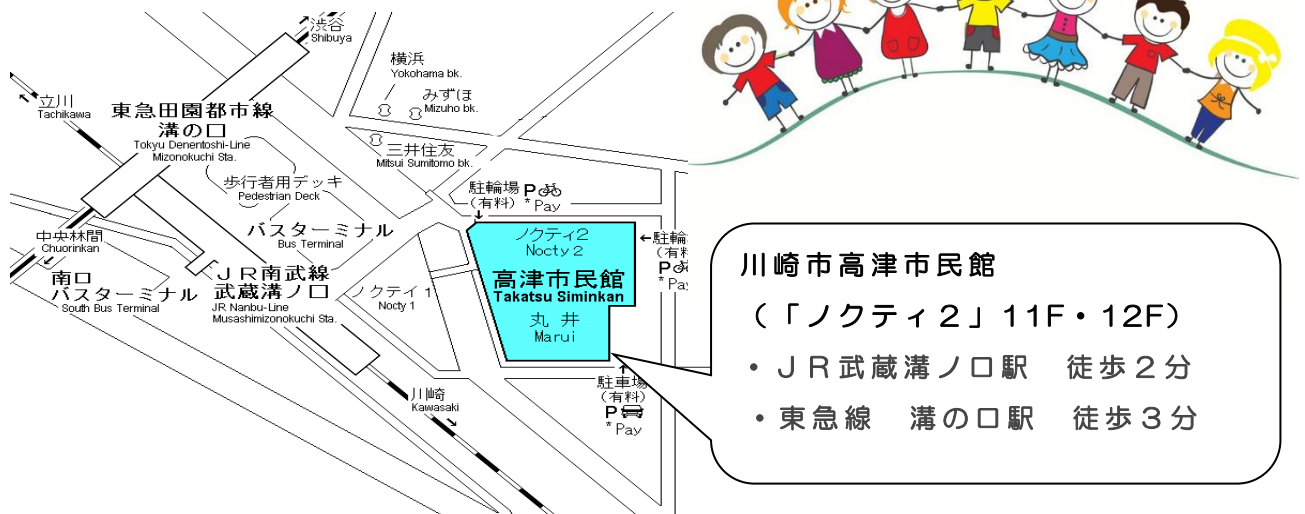 渋谷
Shibuya
横浜
Yokohama bk.
みずほ
Mizuho bk.
立川
Tachikawa
東急田園都市線
溝の口
Tokyu Denentoshi-Line
Mizonokuchi Sta.
三井住友
Mitsui Sumitomo bk.
歩行者用デッキ
Pedestrian Deck
駐輪場
(有料)
P
* Pay
バスターミナル
Bus Terminal
中央林間
Chuorinkan
ノクティ2
Nocty 2
駐輪
(有料
P
* Pay
南口
バスターミナル
South Bus Terminal
JR南武線
武蔵溝ノ口
JR Nanbu-Line
Musashimizonokuchi Sta.
ノクティ1
Nocty 1
高津市民館
Takatsu Siminkan
丸井
Marui
川崎
Kawasaki
駐車場
(有料)
P
* Pay
川崎市高津市民館
(「ノクティ2」11F・12F)
・JR武蔵溝ノ口駅 徒歩2分
・東急線 溝の口駅 徒歩3分